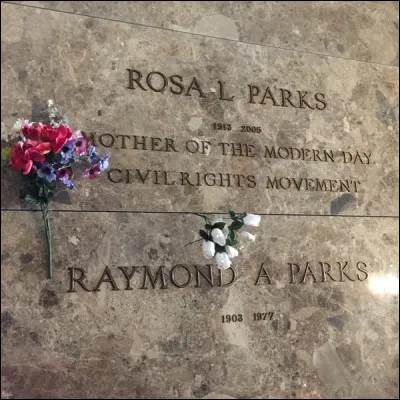 ROSA L PARKS
1913 2005
MOTHER OF THE MODERN DAY
CIVIL RIGHTS MOVEMENT
RAYMOND A PARKS
1903 1977